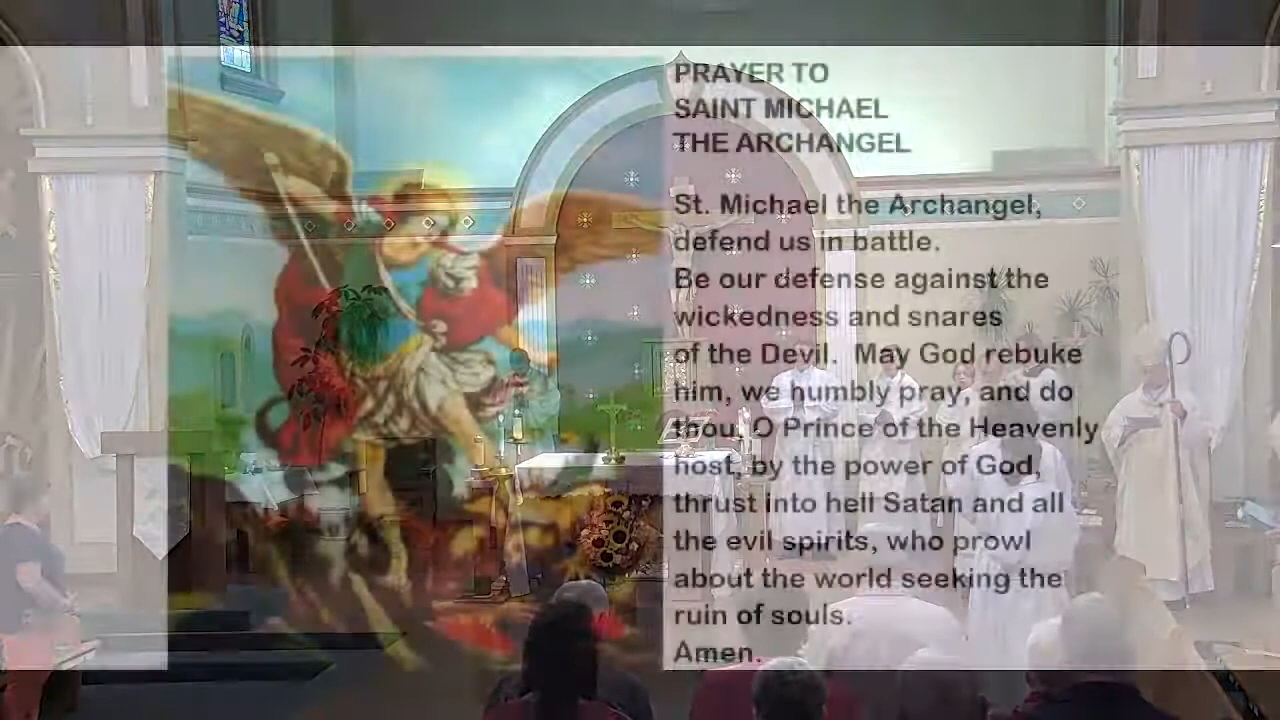 PRAYER TO
SAINT MICHAEL
THE ARCHANGEL
St. Michael the Archangel,
defend us in battle.
Be our defense against the
wickedness and snares
of the Devil.  May God rebuke
him, we humbly pray, and do
thou, O Prince of the Heavenly
host, by the power of God,
thrust into hell Satan and all
the evil spirits, who prowl
about the world seeking the
ruin of souls.
Amen.